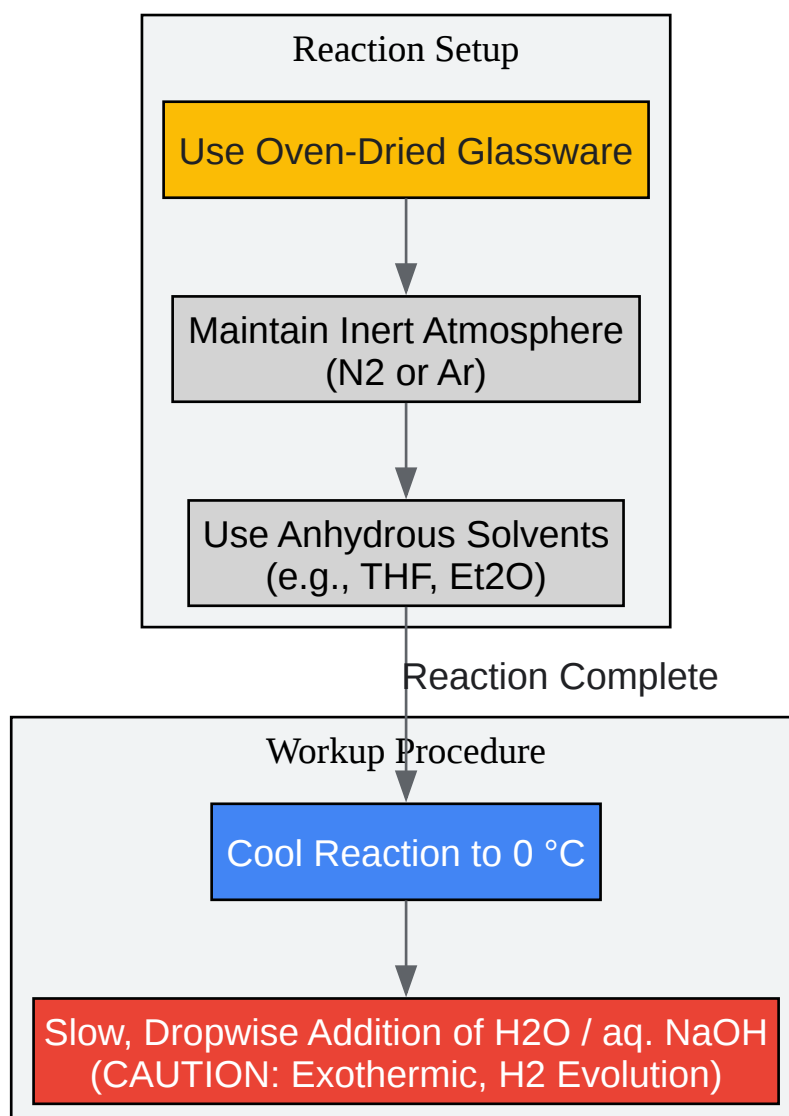 Reaction Setup
Use Oven-Dried Glassware
Maintain Inert Atmosphere
(N2 or Ar)
Use Anhydrous Solvents
(e.g., THF, Et2O)
Reaction Complete
Workup Procedure
Cool Reaction to 0 °C
Slow, Dropwise Addition of H2O / aq. NaOH
(CAUTION: Exothermic, H2 Evolution)